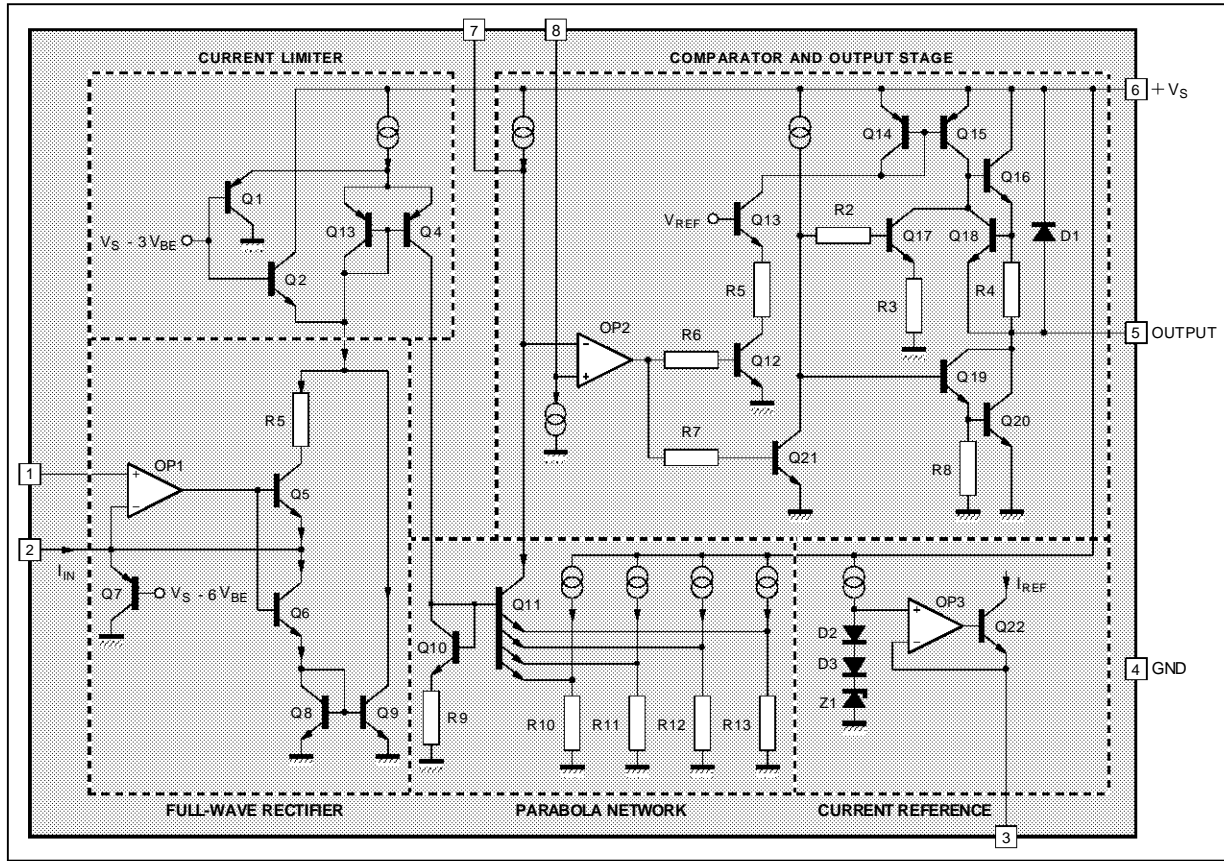 7
8
CURRENT LIMITER
COMPARATOR AND OUTPUT STAGE
6
+VS
Q14
Q15
Q1
Q16
VREF
Q13
VS - 3VBE
Q13
Q4
R2
Q17
Q18
D1
Q2
R5
R3
R4
OP2
R6
5
OUTPUT
Q12
Q19
R5
R7
Q20
1
OP1
Q21
R8
Q5
2
IIN
Q7
VS - 6VBE
Q6
Q11
IREF
OP3
D2
Q22
Q10
D3
4
GND
Q8
Q9
R9
R10
R11
R12
R13
Z1
FULL-WAVE RECTIFIER
PARABOLA NETWORK
CURRENT REFERENCE
3